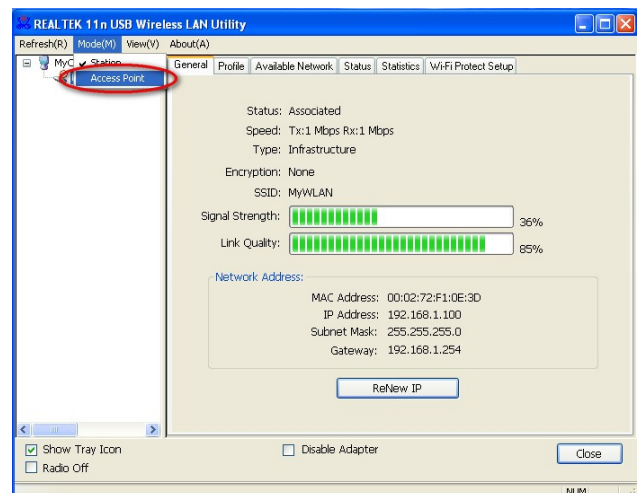 REALTEK 11n USB Wireless LAN Utility
Refresh(R) Mode(M) View(V) About(A)
MyC
Station
Access Point
General Profile Available Network Status Statistics Wi-Fi Protect Setup
Status: Associated
Speed: Tx:1 Mbps Rx:1 Mbps
Type: Infrastructure
Encryption: None
SSID: MyWLAN
Signal Strength: 36%
Link Quality: 85%
Network Address:
MAC Address: 00:02:72:F1:0E:3D
IP Address: 192.168.1.100
Subnet Mask: 255.255.255.0
Gateway: 192.168.1.254
ReNew IP
Show Tray Icon
Radio Off
Disable Adapter
Close
NUM